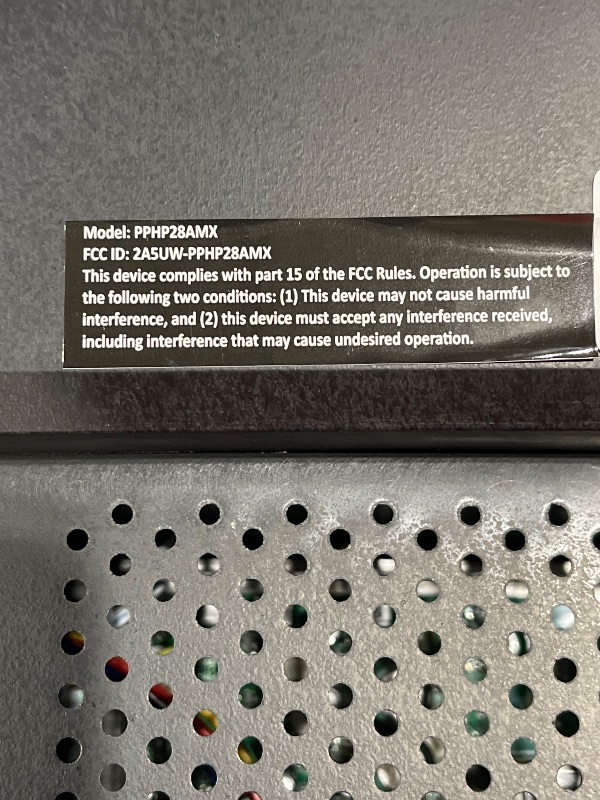 Model: PPHP28AMX
FCC ID: 2A5UW-PPHP28AMX
This device complies with part 15 of the FCC Rules. Operation is subject to
the following two conditions: (1) This device may not cause harmful
interference, and (2) this device must accept any interference received,
including interference that may cause undesired operation.